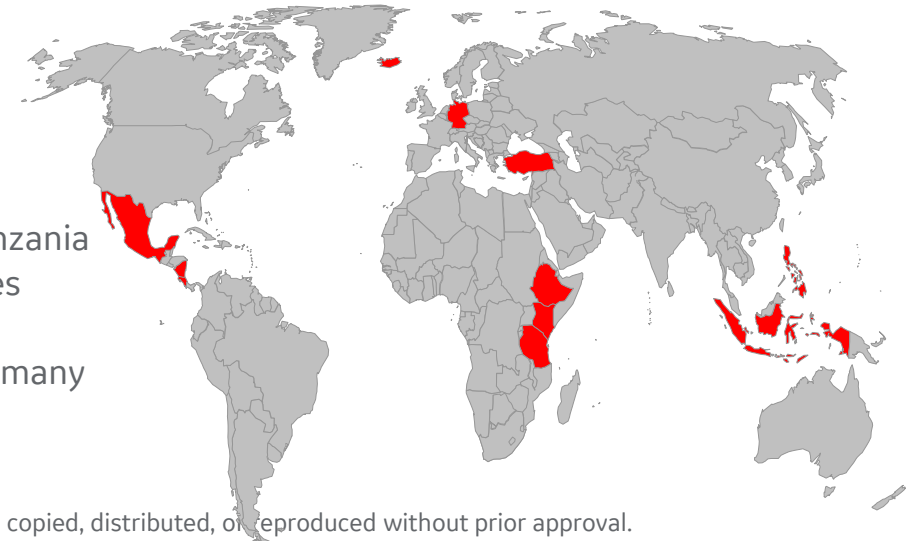 nzania
es
many
copied, distributed, or reproduced without prior approval.